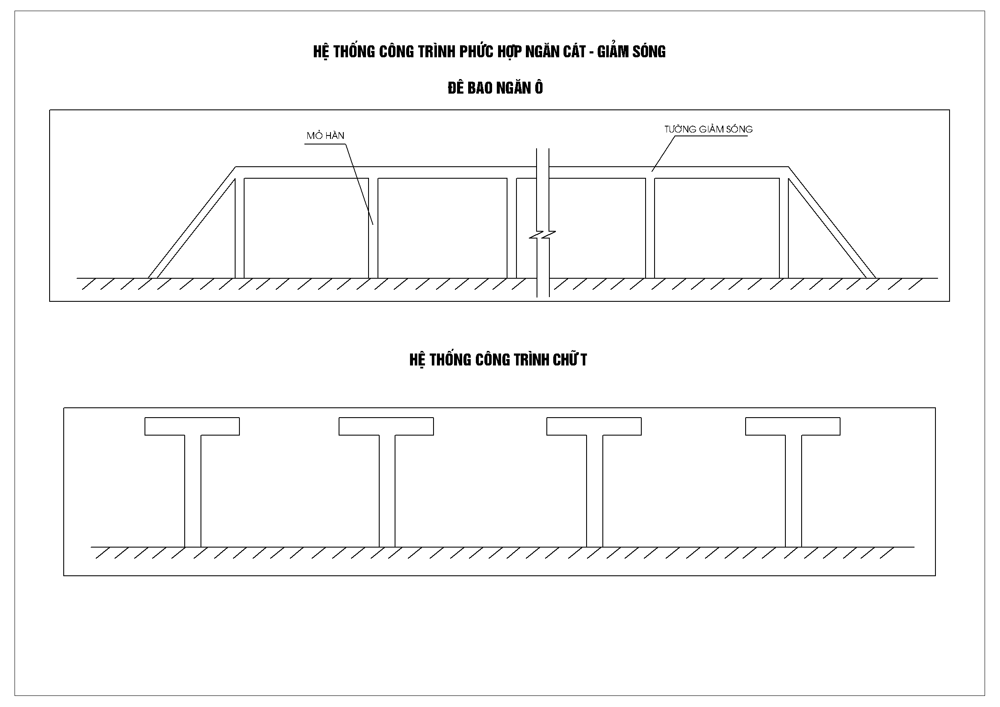 HỆ THỐNG CÔNG TRÌNH PHỨC HỢP NGĂN CÁT - GIẢM SÓNG
ĐÊ BAO NGĂN Ô
MỎ HÀN
TƯỜNG GIẢM SÓNG
HỆ THỐNG CÔNG TRÌNH CHỮ T